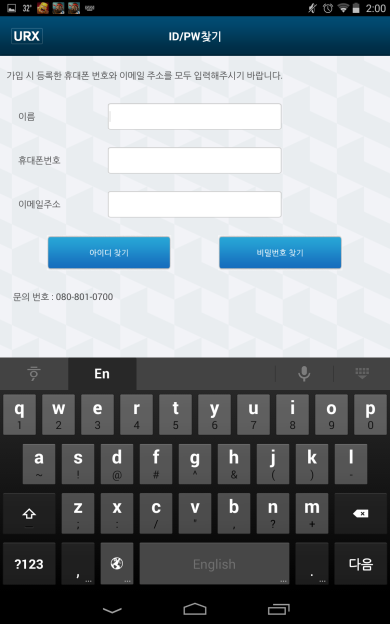 32° 2:00
URX ID/PW찾기
가입 시 등록한 휴대폰 번호와 이메일 주소를 모두 입력해주시기 바랍니다.
이름
휴대폰번호
이메일주소
아이디 찾기 비밀번호 찾기
문의 번호 : 080-801-0700
En
q w e r t y u i o p
1 2 3 4 5 6 7 8 9 0
a s d f g h j k l
~ ! @ # ^ & ( ) -
z x c v b n m
; : / " , ? +
?123 , English . 다음